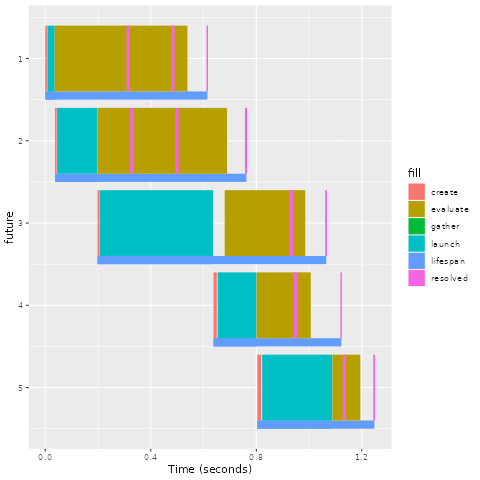 future
1
2
3
4
5
0.0 0.4 0.8 1.2
Time (seconds)
fill
create
evaluate
gather
launch
lifespan
resolved